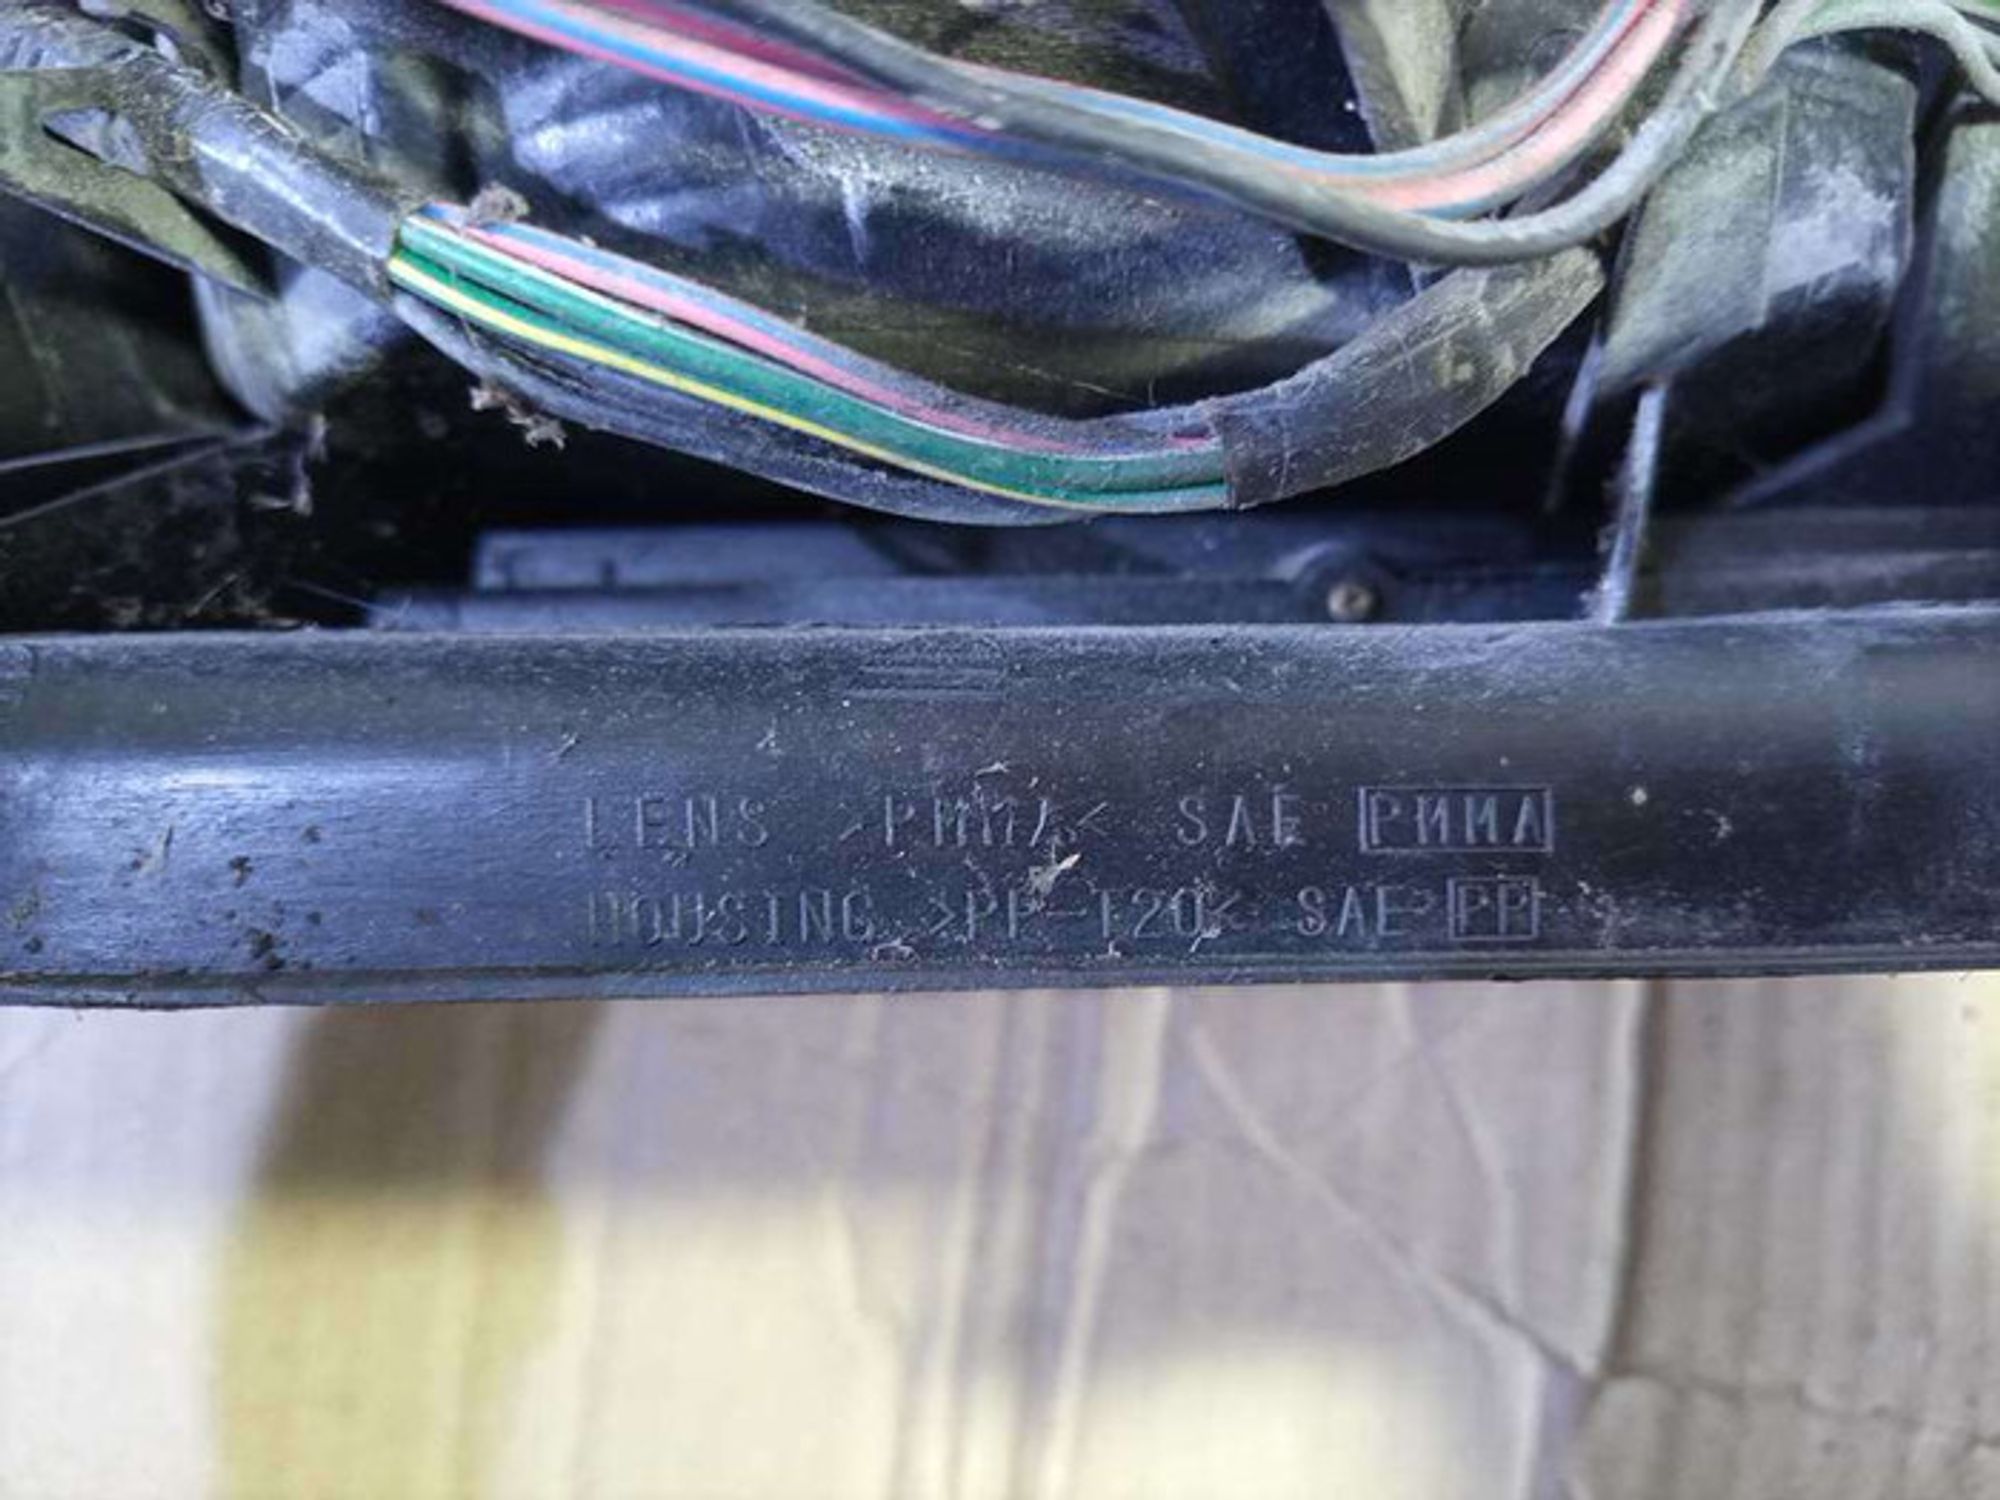 LENS >PMMA< SAE PMMA
HOUSING >PP-T20< SAE PP